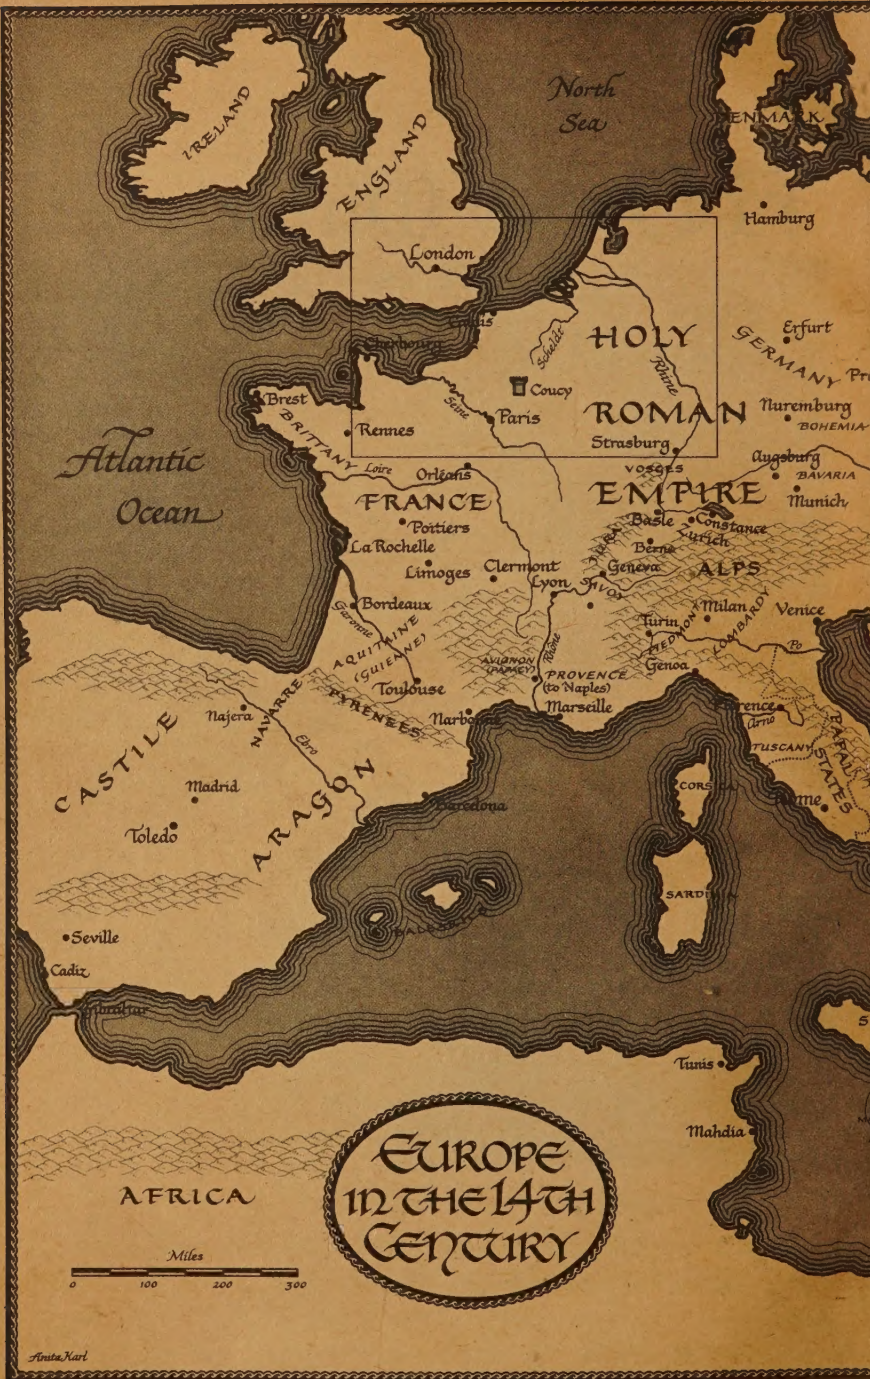 IRELAND
ENGLAND
North
Sea
DENMARK
Hamburg
London
Calais
Cherbourg
Scheldt
HOLY
Rhine
Erfurt
GERMANY
Coucy
Seine
Paris
ROMAN
Nuremburg
BOHEMIA
Brest
BRITTANY
Rennes
Strasburg
Augsburg
BAVARIA
Atlantic
Ocean
Loire
Orléans
VOSGES
FRANCE
EMPIRE
Munich
Poitiers
Basle
Constance
Zurich
La Rochelle
JURA
Berne
Limoges
Clermont
Geneva
ALPS
Lyon
SAVOY
Bordeaux
Garonne
AQUITAINE
(GUIENNE)
Turin
PIEDMONT
Milan
LOMBARDY
Venice
Po
Rhône
AVIGNON
(PAPACY)
PROVENCE
(to Naples)
Genoa
Toulouse
PYRENEES
NAVARRE
Najera
Narbonne
Marseille
Florence
Arno
TUSCANY
PAPAL
STATES
CASTILE
Ebro
Madrid
Toledo
ARAGON
Barcelona
CORSICA
Rome
SARDINIA
BALEARICS
Seville
Cadiz
Gibraltar
Tunis
Mahdia
AFRICA
EUROPE
IN THE 14TH
CENTURY
Miles
0 100 200 300
Anita Karl